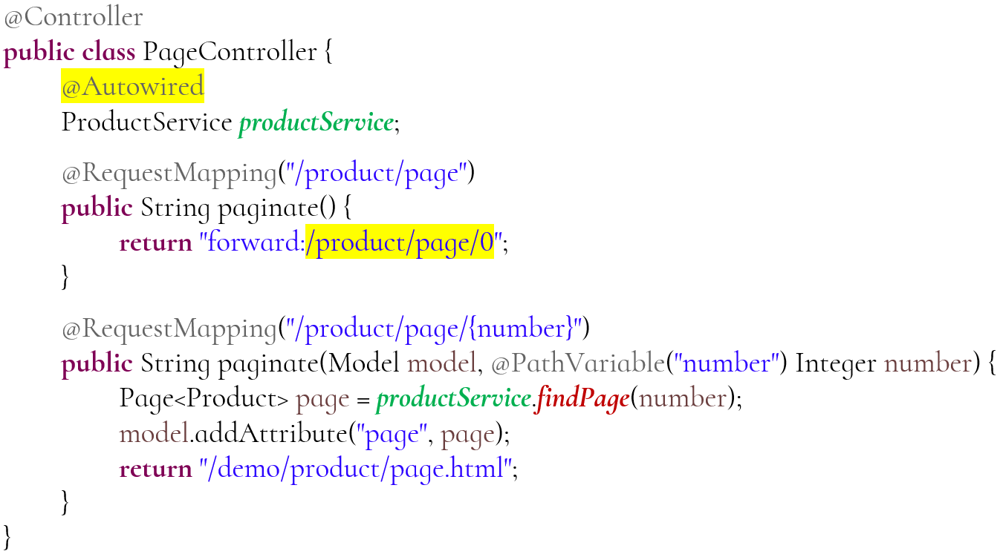 @Controller
public class PageController {
@Autowired
ProductService productService;
@RequestMapping("/product/page")
public String paginate() {
return "forward:/product/page/0";
}
@RequestMapping("/product/page/{number}")
public String paginate(Model model, @PathVariable("number") Integer number) {
Page<Product> page = productService.findPage(number);
model.addAttribute("page", page);
return "/demo/product/page.html";
}
}